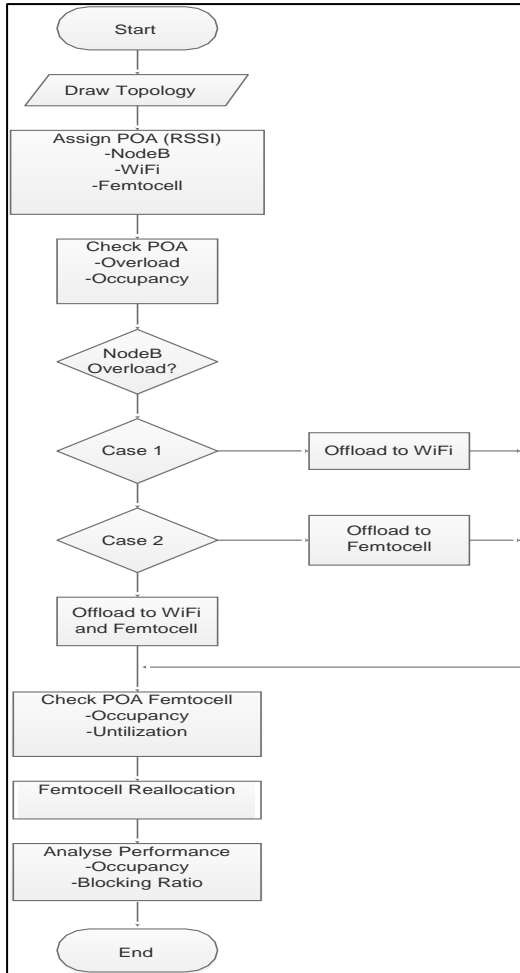 Start
Draw Topology
Assign POA (RSSI)
-NodeB
-WiFi
-Femtocell
Check POA
-Overload
-Occupancy
NodeB
Overload?
Case 1
Offload to WiFi
Case 2
Offload to
Femtocell
Offload to WiFi
and Femtocell
Check POA Femtocell
-Occupancy
-Untilization
Femtocell Reallocation
Analyse Performance
-Occupancy
-Blocking Ratio
End